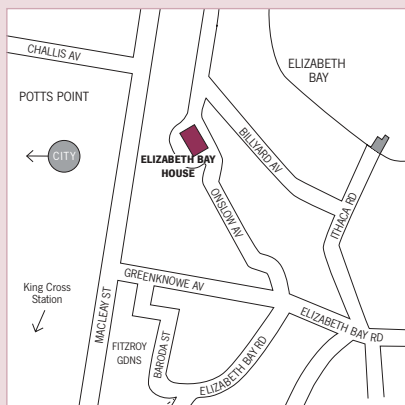 CHALLIS AV
ELIZABETH
BAY
POTTS POINT
CITY
BILLYARD AV
ELIZABETH BAY
HOUSE
ONSLOW AV
ITHACA RD
GREENKNOWE AV
King Cross
Station
MACLEAY ST
ELIZABETH BAY RD
FITZROY
GDNS
BARODA ST
ELIZABETH BAY RD